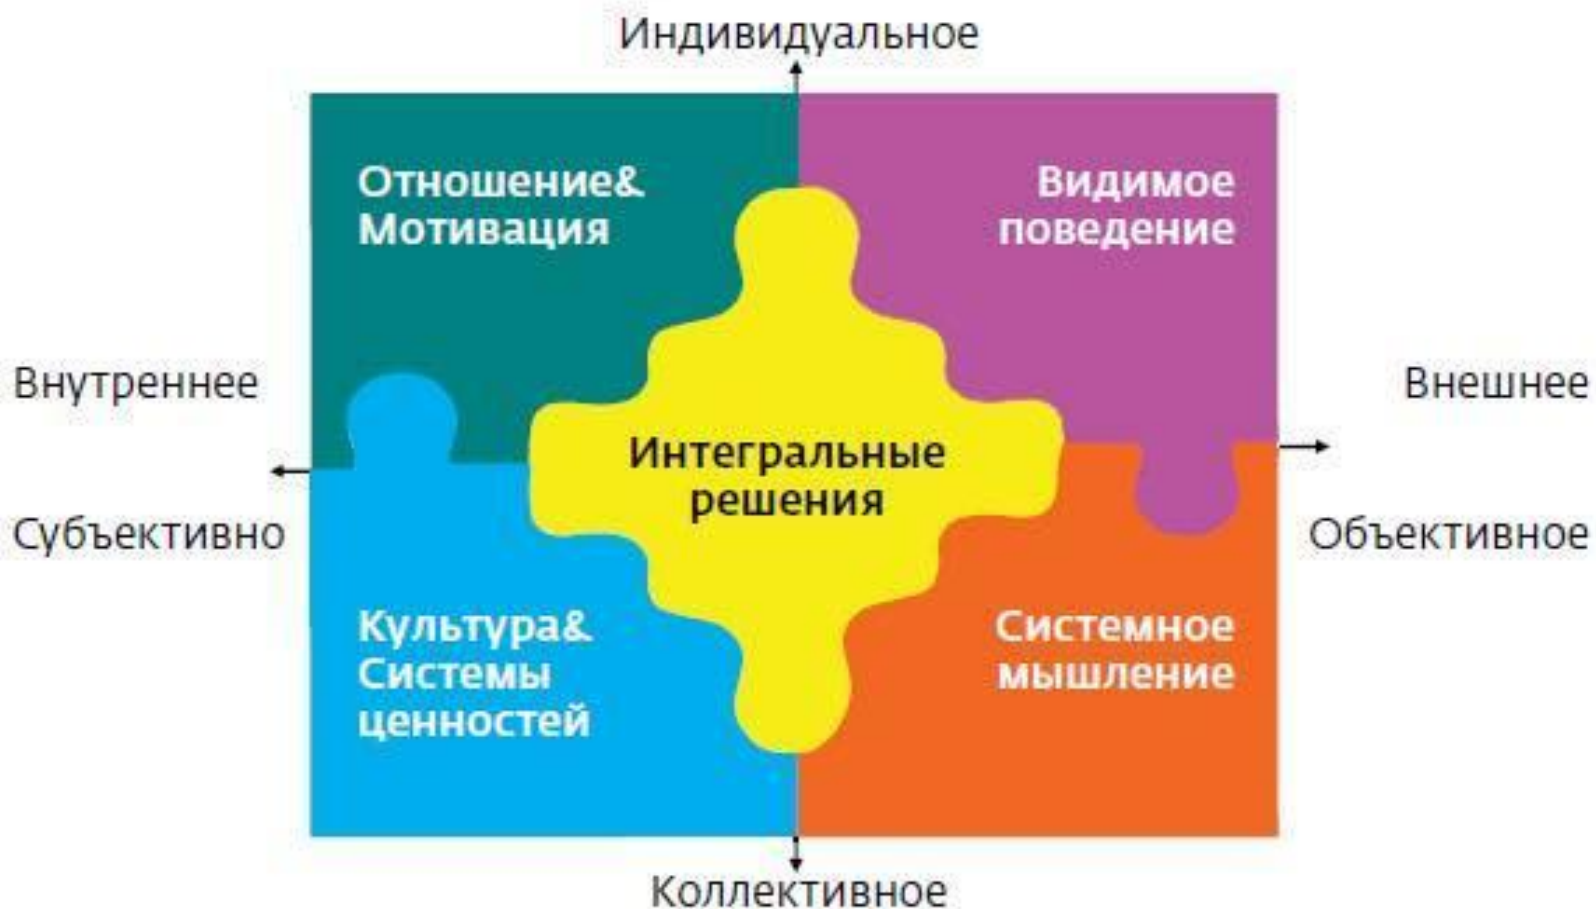 Индивидуальное
Отношение&
Мотивация
Видимое
поведение
Внутреннее
Внешнее
Интегральные
решения
Субъективно
Объективное
Культура&
Системы
ценностей
Системное
мышление
Коллективное